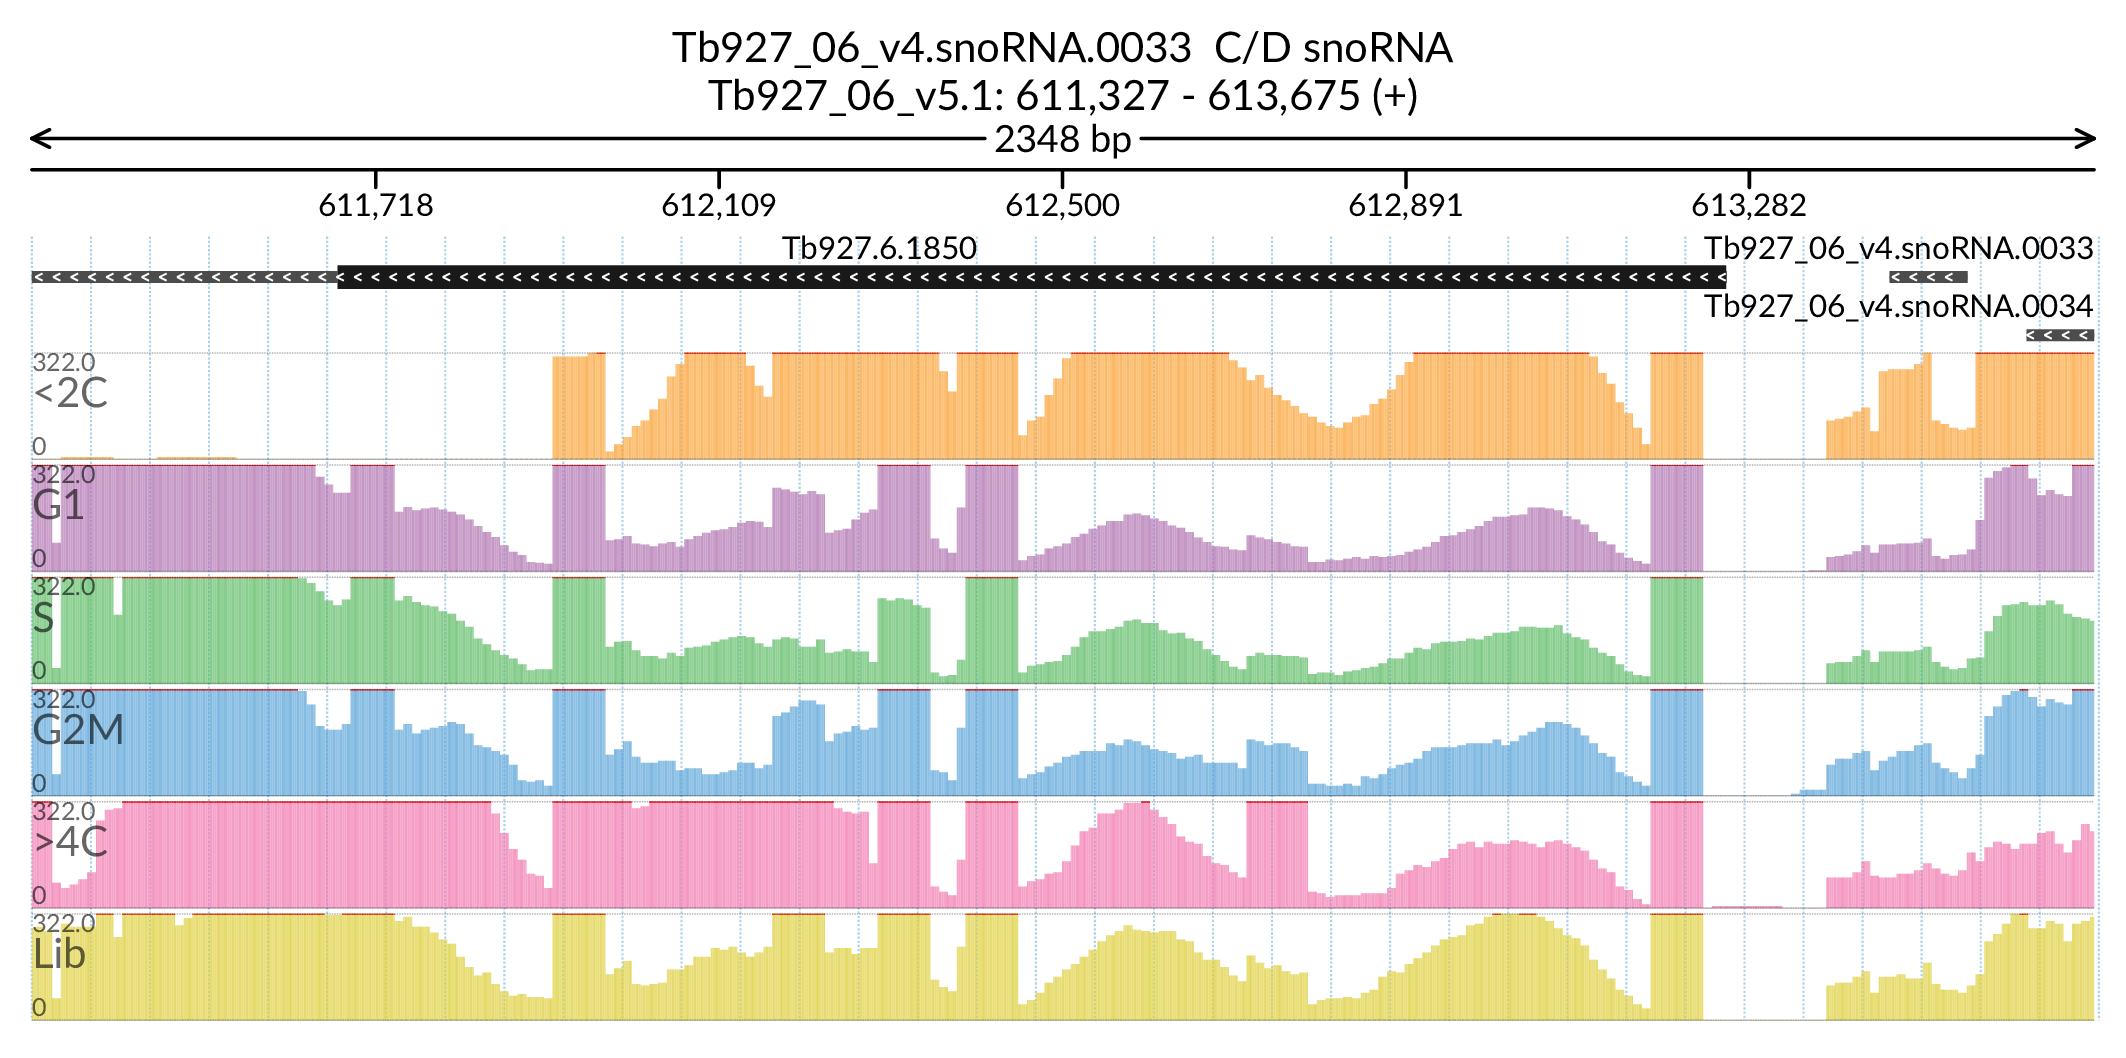 Tb927_06_v4.snoRNA.0033  C/D snoRNA
Tb927_06_v5.1: 611,327 - 613,675 (+)
2348 bp
611,718 612,109 612,500 612,891 613,282
Tb927.6.1850 Tb927_06_v4.snoRNA.0033
Tb927_06_v4.snoRNA.0034
322.0
<2C
0
322.0
G1
0
322.0
S
0
322.0
G2M
0
322.0
>4C
0
322.0
Lib
0